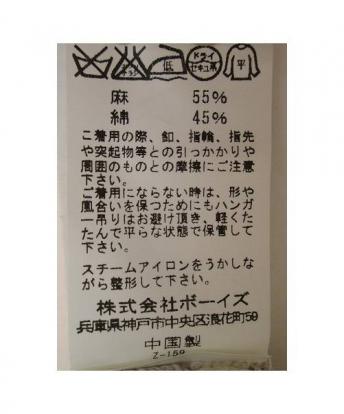 エンソ
サラシ
低
ドライ
セキユ系
平
麻 55%
綿 45%
ご着用の際、釦、指輪、指先
や突起物等との引っかかりや
周囲のものとの摩擦にご注意
下さい。
ご着用にならない時は、形や
風合いを保つためにもハンガ
ー吊りはお避け頂き、軽くた
たんで平らな状態で保管して
下さい。
スチームアイロンをうかしな
がら整形して下さい。
株式会社ボーイズ
兵庫県神戸市中央区浪花町59
中国製
Z-159